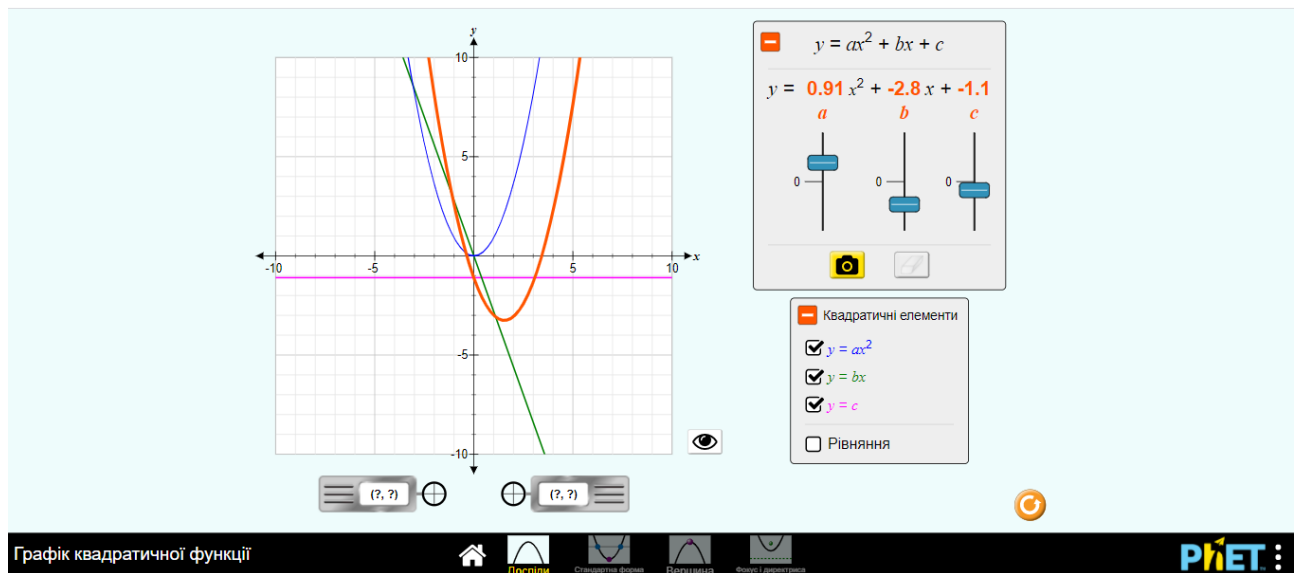 y = ax² + bx + c
y = 0.91 x² + -2.8 x + -1.1
a b c
0 0 0
y
10
5
-10 -5 5 10 x
-5
-10
Квадратичні елементи
y = ax²
y = bx
y = c
Рівняння
(?, ?) (?, ?)
Графік квадратичної функції
Досліди Стандартна форма Вершина Фокус і директриса
PhET